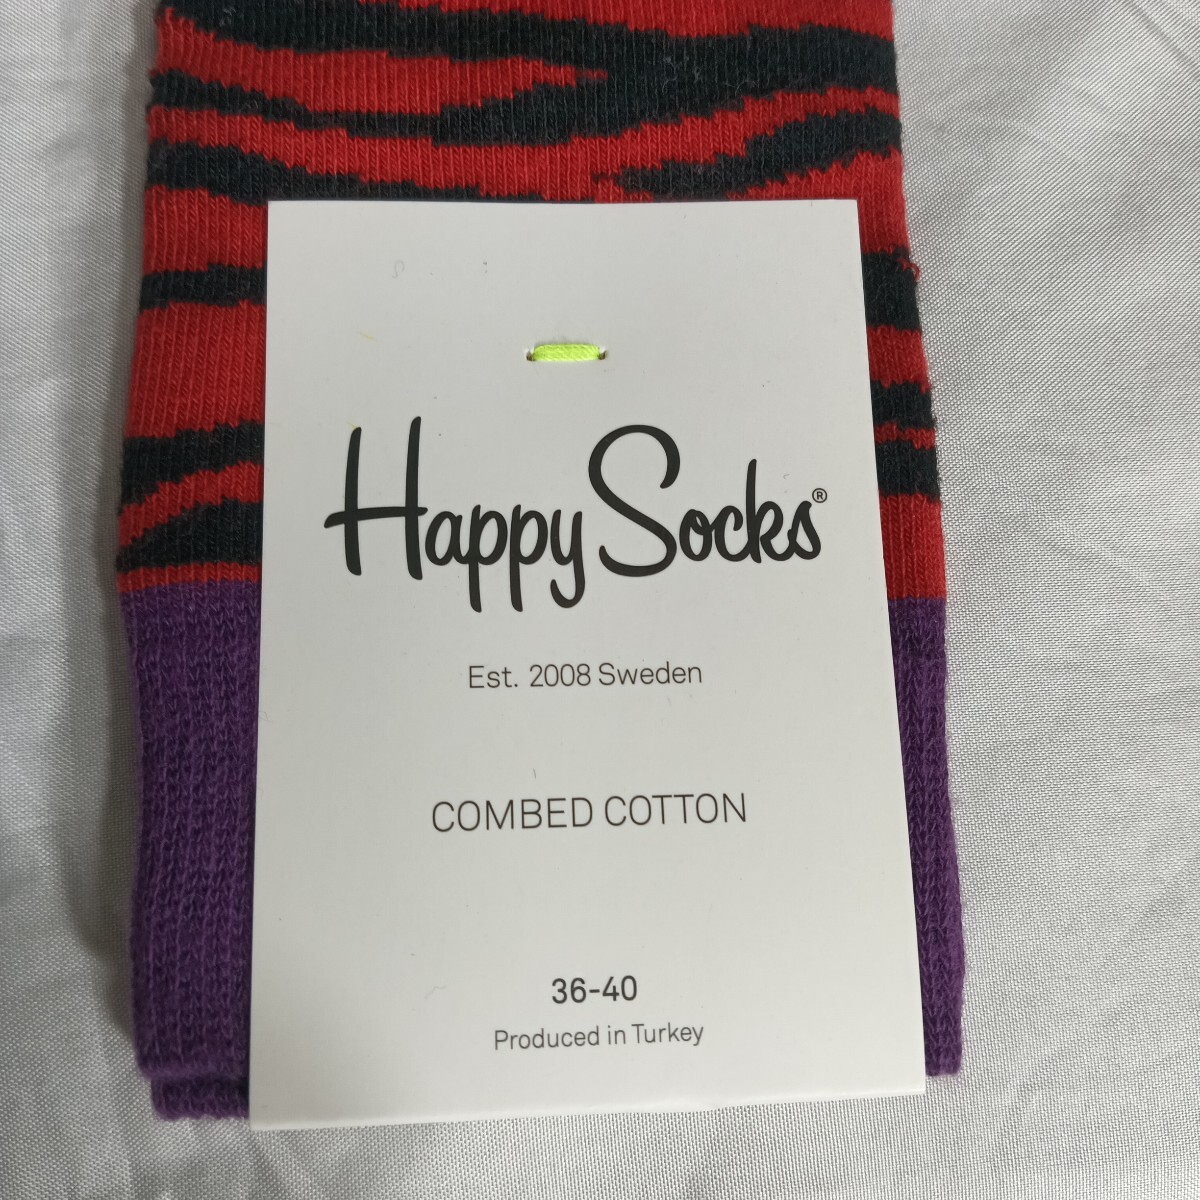 Happy Socks®
Est. 2008 Sweden
COMBED COTTON
36-40
Produced in Turkey